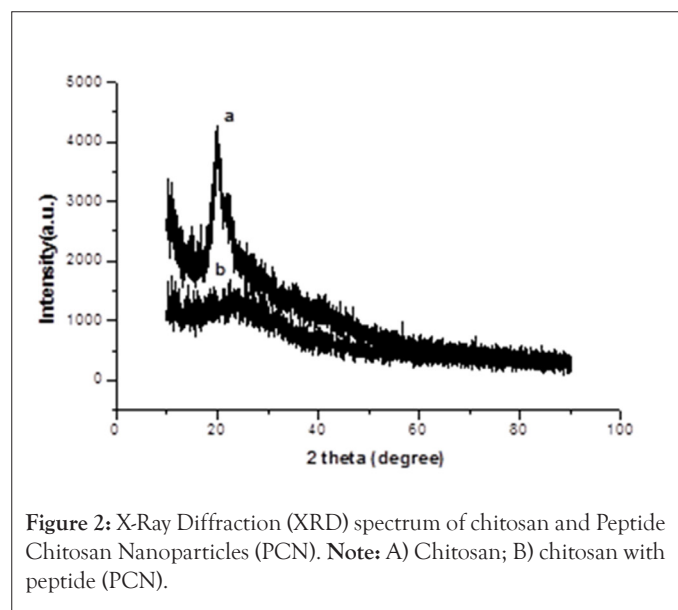 5000
4000
3000
2000
1000
0
Intensity(a.u.)
a
b
0 20 40 60 80 100
2 theta (degree)
Figure 2: X-Ray Diffraction (XRD) spectrum of chitosan and Peptide
Chitosan Nanoparticles (PCN). Note: A) Chitosan; B) chitosan with
peptide (PCN).